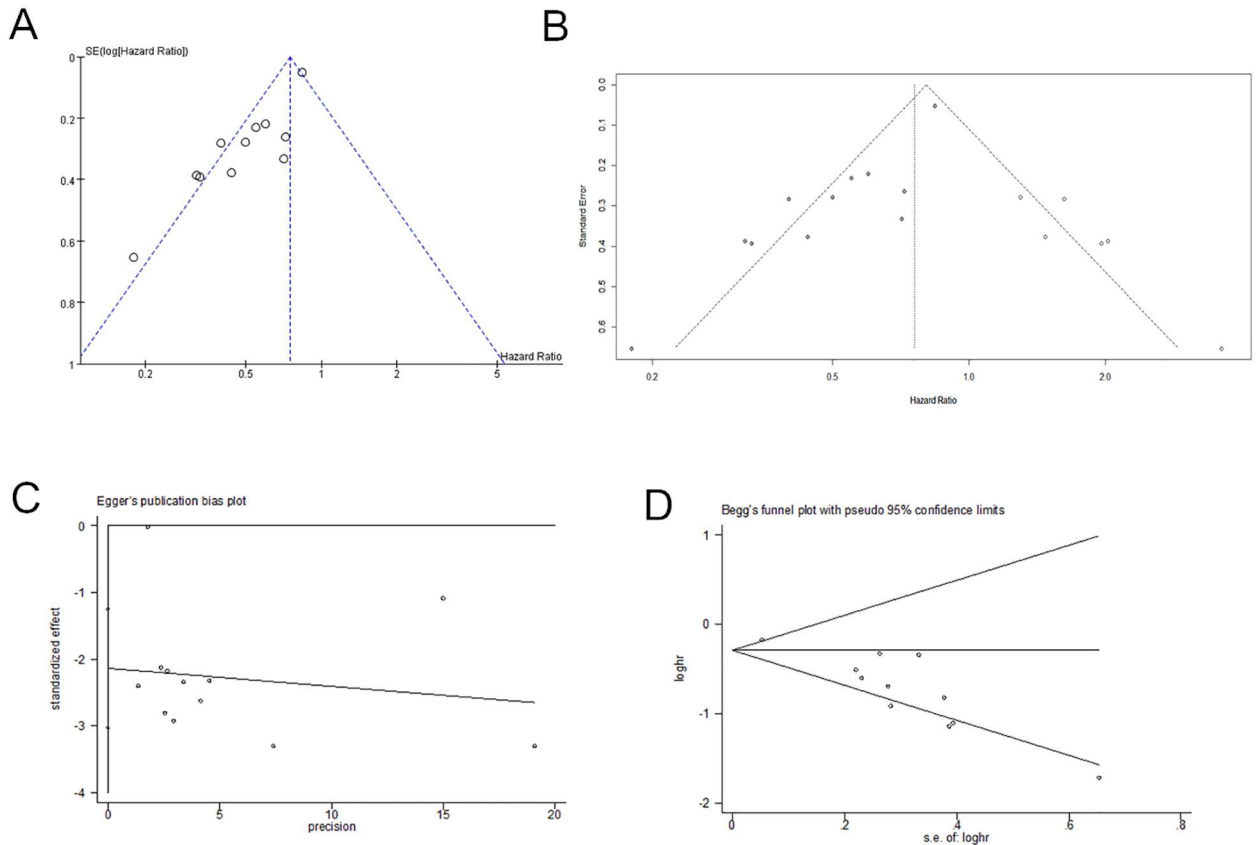 A
SE(log[Hazard Ratio])
0
0.2
0.4
0.6
0.8
1
0.2
0.5
1
2
5
Hazard Ratio
B
Standard Error
0.0
0.1
0.2
0.3
0.4
0.5
0.6
0.2
0.5
1.0
2.0
Hazard Ratio
C
Egger's publication bias plot
standardized effect
0
-1
-2
-3
-4
0
5
10
15
20
precision
D
Begg's funnel plot with pseudo 95% confidence limits
loghr
1
0
-1
-2
0
.2
.4
.6
.8
s.e. of: loghr